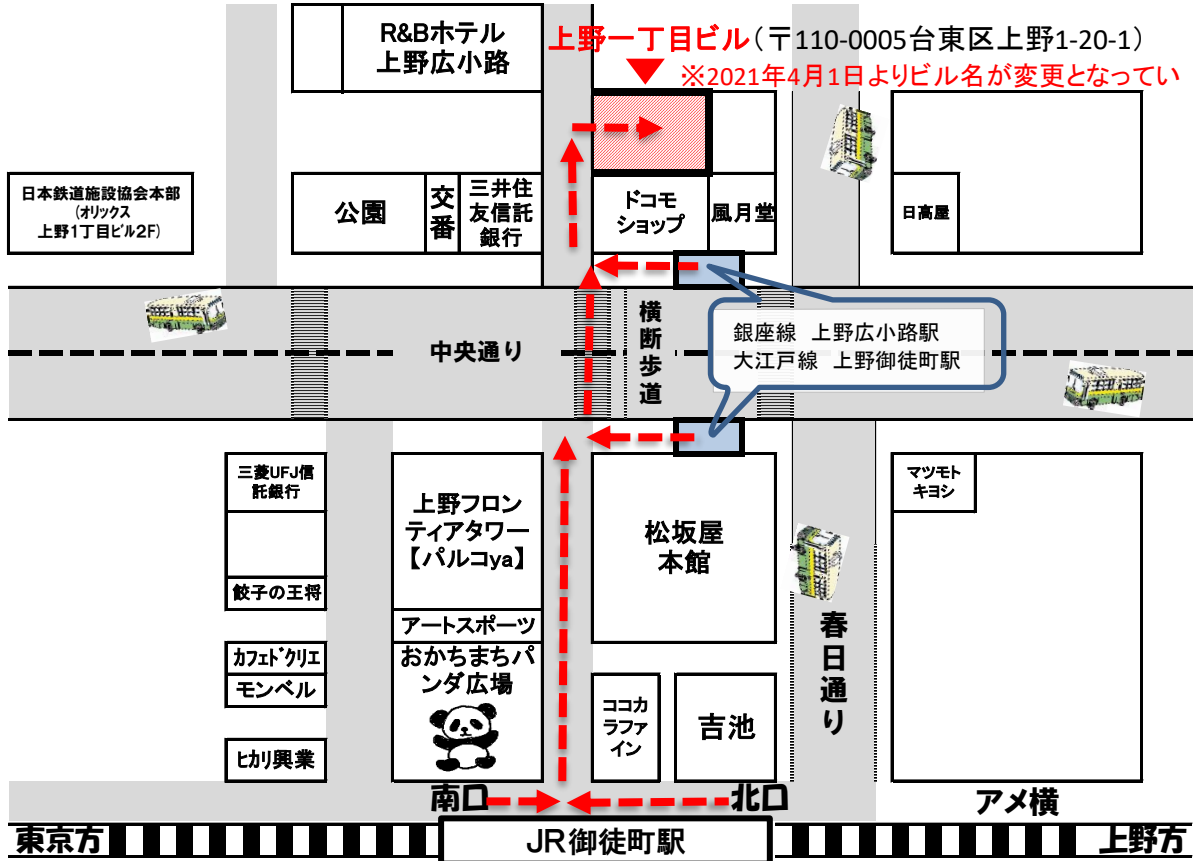 R&Bホテル
上野広小路
上野一丁目ビル(〒110-0005台東区上野1-20-1)
※2021年4月1日よりビル名が変更となってい
日本鉄道施設協会本部
(オリックス
上野1丁目ビル2F)
公園
交
番
三井住
友信託
銀行
ドコモ
ショップ
風月堂
日高屋
中央通り
横
断
歩
道
銀座線 上野広小路駅
大江戸線 上野御徒町駅
三菱UFJ信
託銀行
餃子の王将
カフェドクリエ
モンベル
ヒカリ興業
上野フロン
ティアタワー
【パルコya】
アートスポーツ
おかちまちパ
ンダ広場
松坂屋
本館
ココカ
ラファ
イン
吉池
春
日
通
り
マツモト
キヨシ
南口
北口
アメ横
東京方
JR御徒町駅
上野方